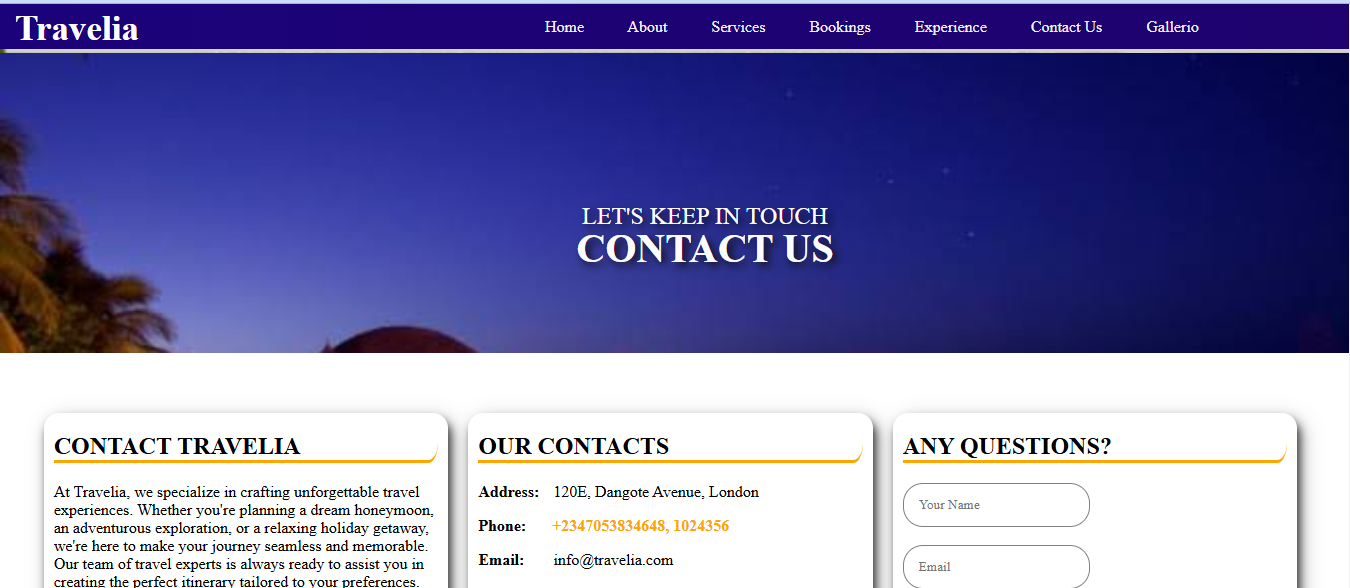 Travelia
Home About Services Bookings Experience Contact Us Gallerio
LET'S KEEP IN TOUCH
CONTACT US
CONTACT TRAVELIA
At Travelia, we specialize in crafting unforgettable travel
experiences. Whether you're planning a dream honeymoon,
an adventurous exploration, or a relaxing holiday getaway,
we're here to make your journey seamless and memorable.
Our team of travel experts is always ready to assist you in
creating the perfect itinerary tailored to your preferences.
OUR CONTACTS
Address: 120E, Dangote Avenue, London
Phone: +2347053834648, 1024356
Email: info@travelia.com
ANY QUESTIONS?
Your Name
Email